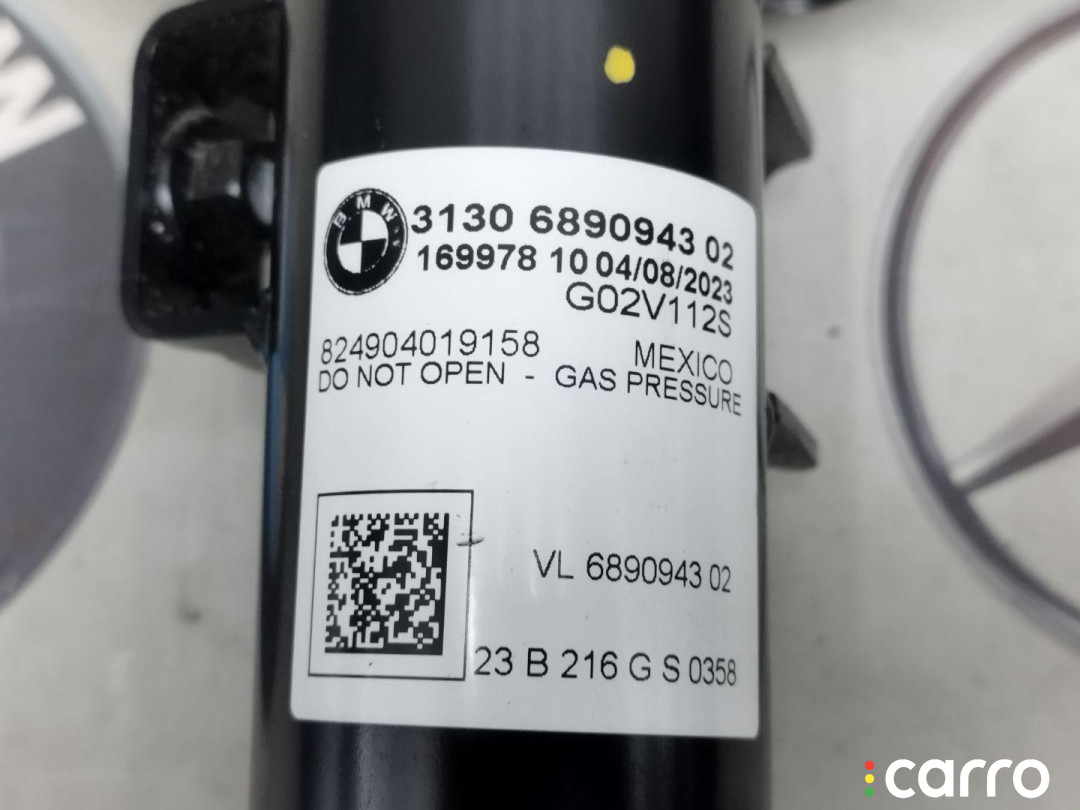 BMW
3130 6890943 02
169978 10 04/08/2023
G02V112S
824904019158 MEXICO
DO NOT OPEN - GAS PRESSURE
VL 6890943 02
23 B 216 G S 0358
W
carro